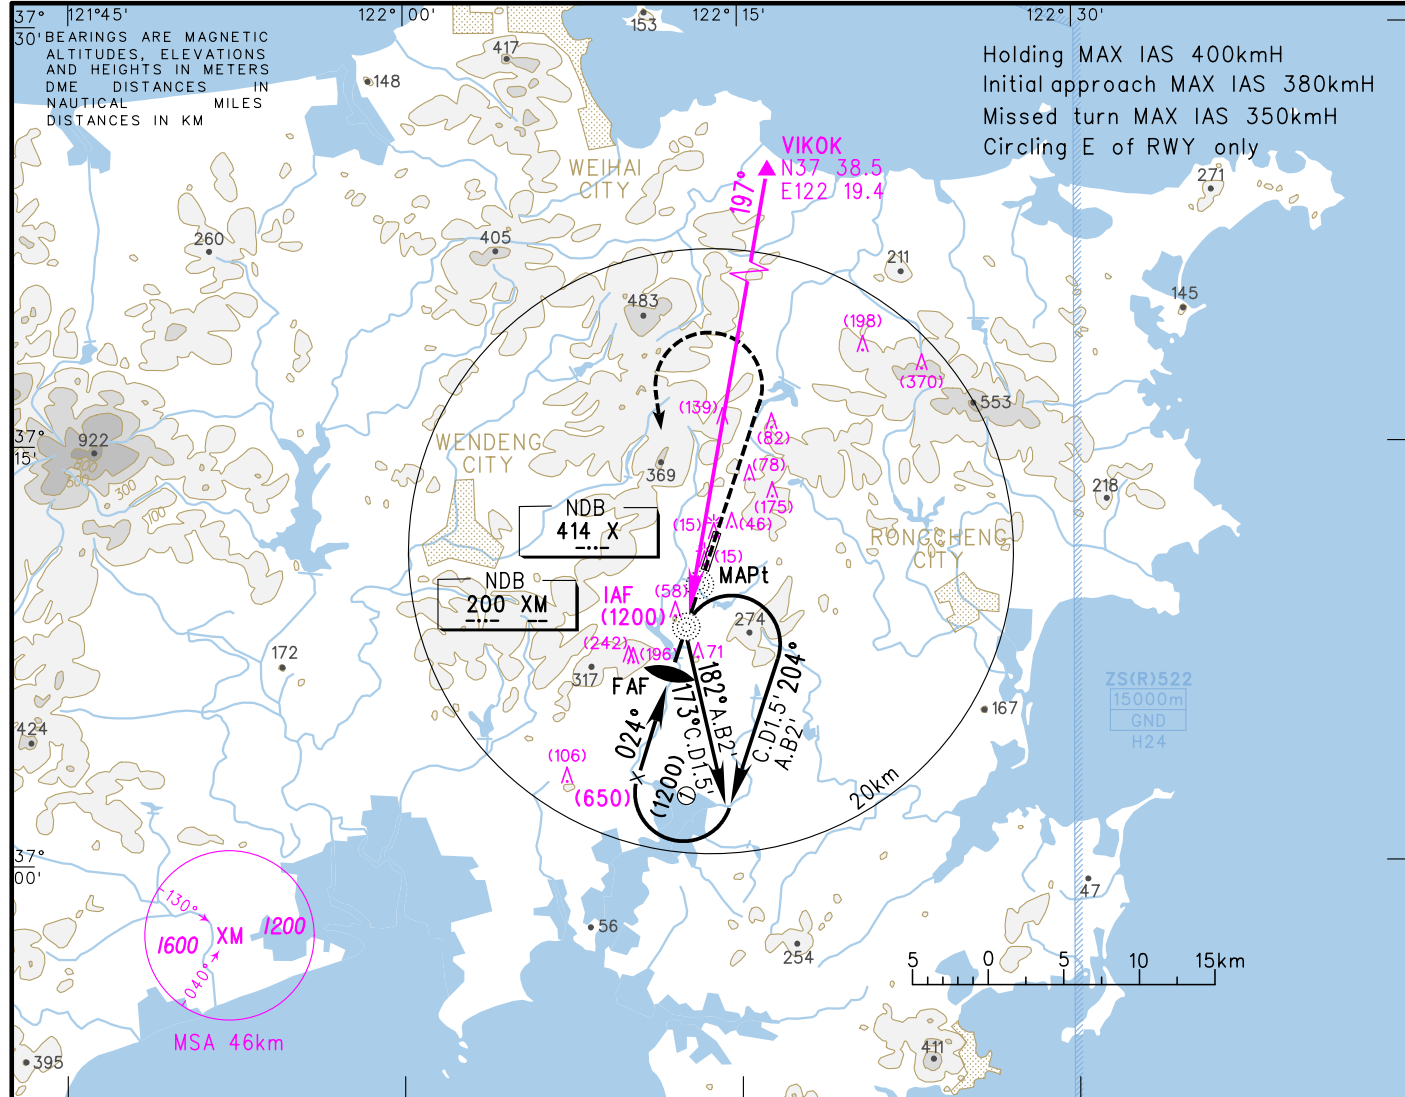 37° 121°45' 122°00' 122°15' 122°30'
30'
BEARINGS ARE MAGNETIC
ALTITUDES, ELEVATIONS
AND HEIGHTS IN METERS
DME DISTANCES IN
NAUTICAL MILES
DISTANCES IN KM
Holding MAX IAS 400kmH
Initial approach MAX IAS 380kmH
Missed turn MAX IAS 350kmH
Circling E of RWY only
153
417
148
VIKOK
N37 38.5
E122 19.4
197°
WEIHAI
CITY
271
260
405
211
145
483
(198)
(370)
553
(139)
(82)
37°
15'
922
300
300
100
WENDENG
CITY
369
(78)
(175)
218
NDB
414 X
(15)
(46)
(15)
RONGCHENG
CITY
MAPt
NDB
200 XM
IAF
(1200)
(58)
274
172
(242)
(196)
71
317
FAF
204°
182°
A.B2'
173°
C.D1.5'
C.D1.5'
A.B2'
024°
ZS(R)522
15000m
GND
H24
167
424
(106)
(650)
(1200)
1
20km
37°
00'
47
130°
1600
XM
1200
040°
MSA 46km
56
254
5 0 5 10 15km
395
411